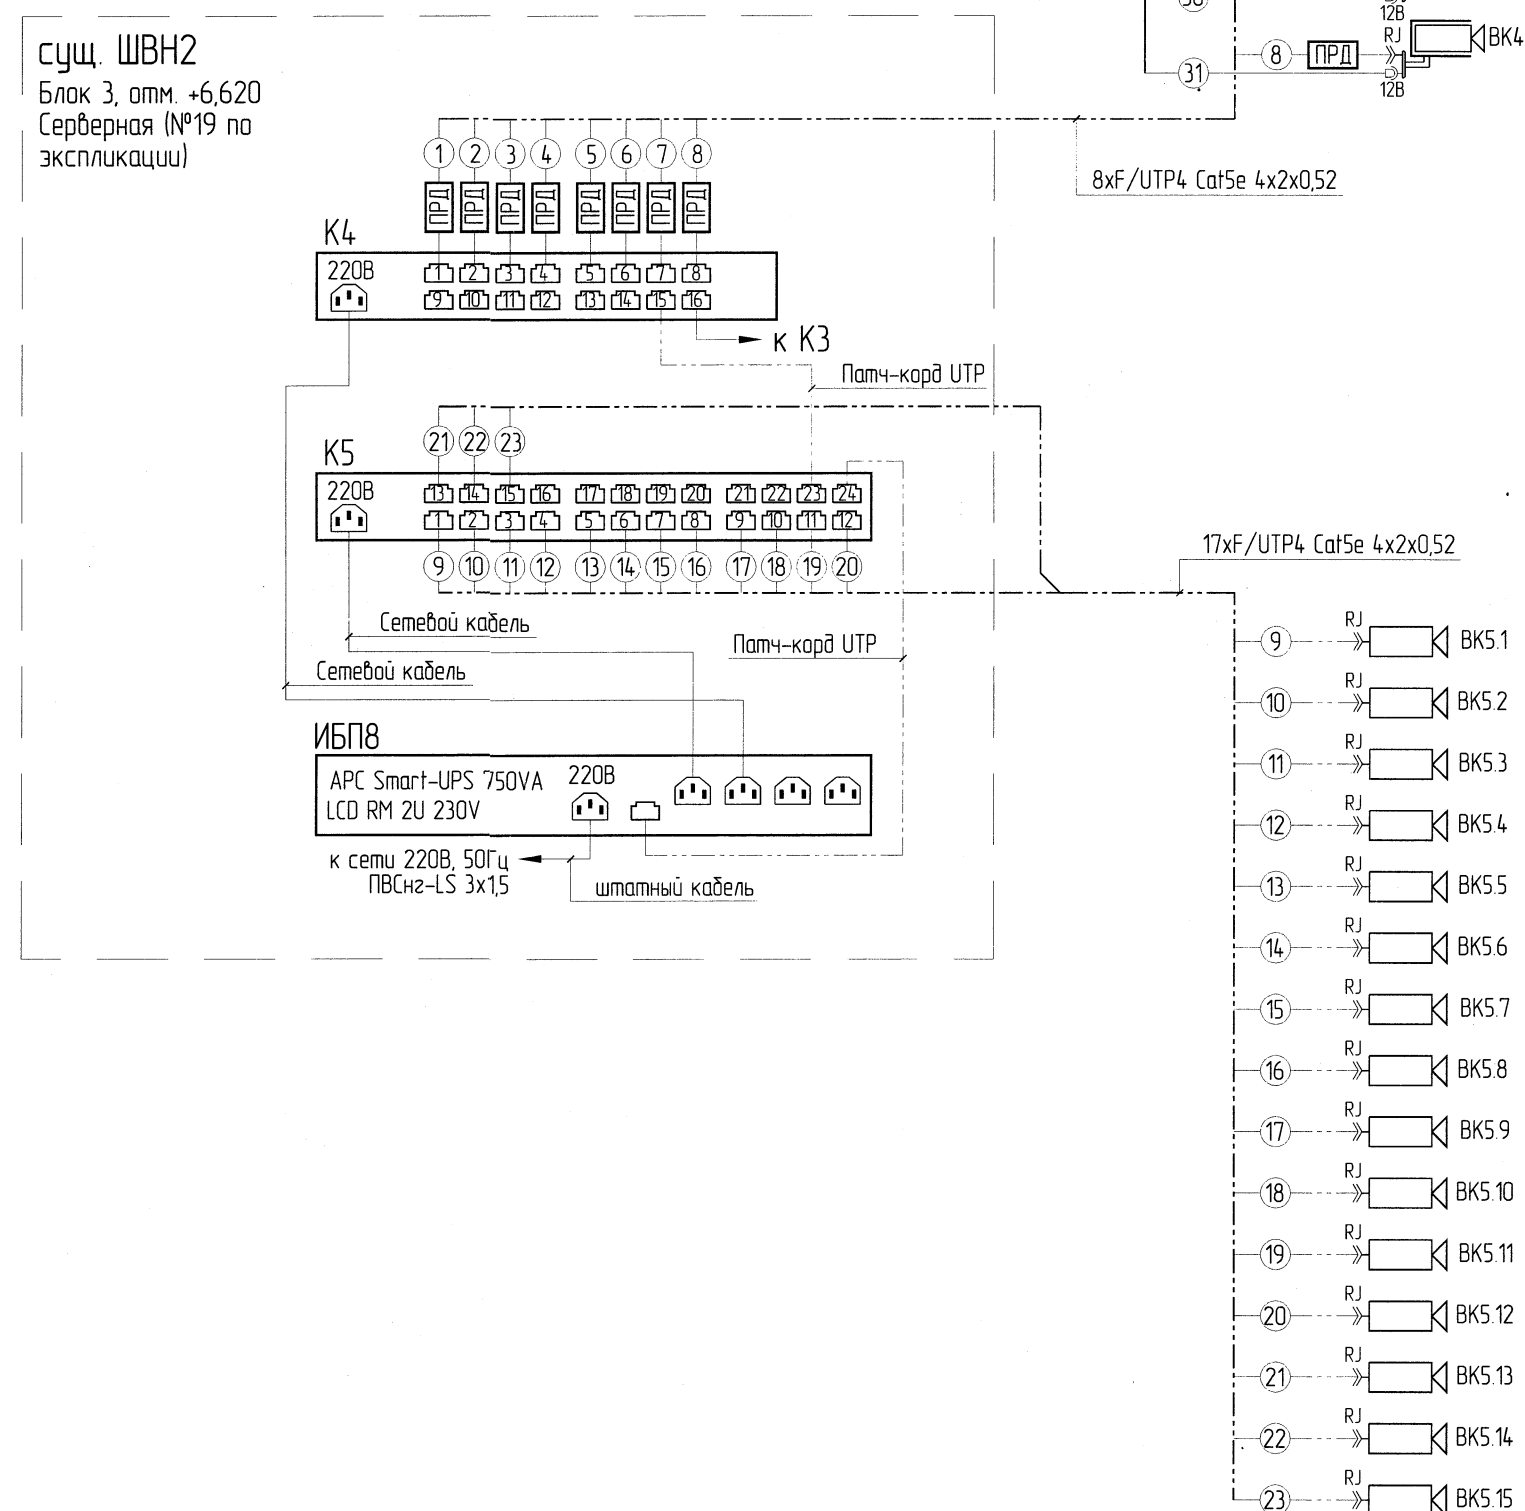 сущ. ШВН2
Блок 3, отм. +6,620
Серверная (№19 по
экспликации)
12В
RJ
ВК4
8
ПРД
31
12В
1 2 3 4 5 6 7 8
ПРД ПРД ПРД ПРД ПРД ПРД ПРД ПРД
8xF/UTP4 Cat5e 4x2x0,52
К4
220В
1 2 3 4 5 6 7 8
9 10 11 12 13 14 15 16
к К3
Патч-корд UTP
21 22 23
К5
220В
13 14 15 16 17 18 19 20 21 22 23 24
1 2 3 4 5 6 7 8 9 10 11 12
9 10 11 12 13 14 15 16 17 18 19 20
17xF/UTP4 Cat5e 4x2x0,52
Сетевой кабель
Патч-корд UTP
Сетевой кабель
ИБП8
APC Smart-UPS 750VA
LCD RM 2U 230V
220В
к сети 220В, 50Гц
ПВСнг-LS 3x1,5
штатный кабель
9 RJ ВК5.1
10 RJ ВК5.2
11 RJ ВК5.3
12 RJ ВК5.4
13 RJ ВК5.5
14 RJ ВК5.6
15 RJ ВК5.7
16 RJ ВК5.8
17 RJ ВК5.9
18 RJ ВК5.10
19 RJ ВК5.11
20 RJ ВК5.12
21 RJ ВК5.13
22 RJ ВК5.14
23 RJ ВК5.15